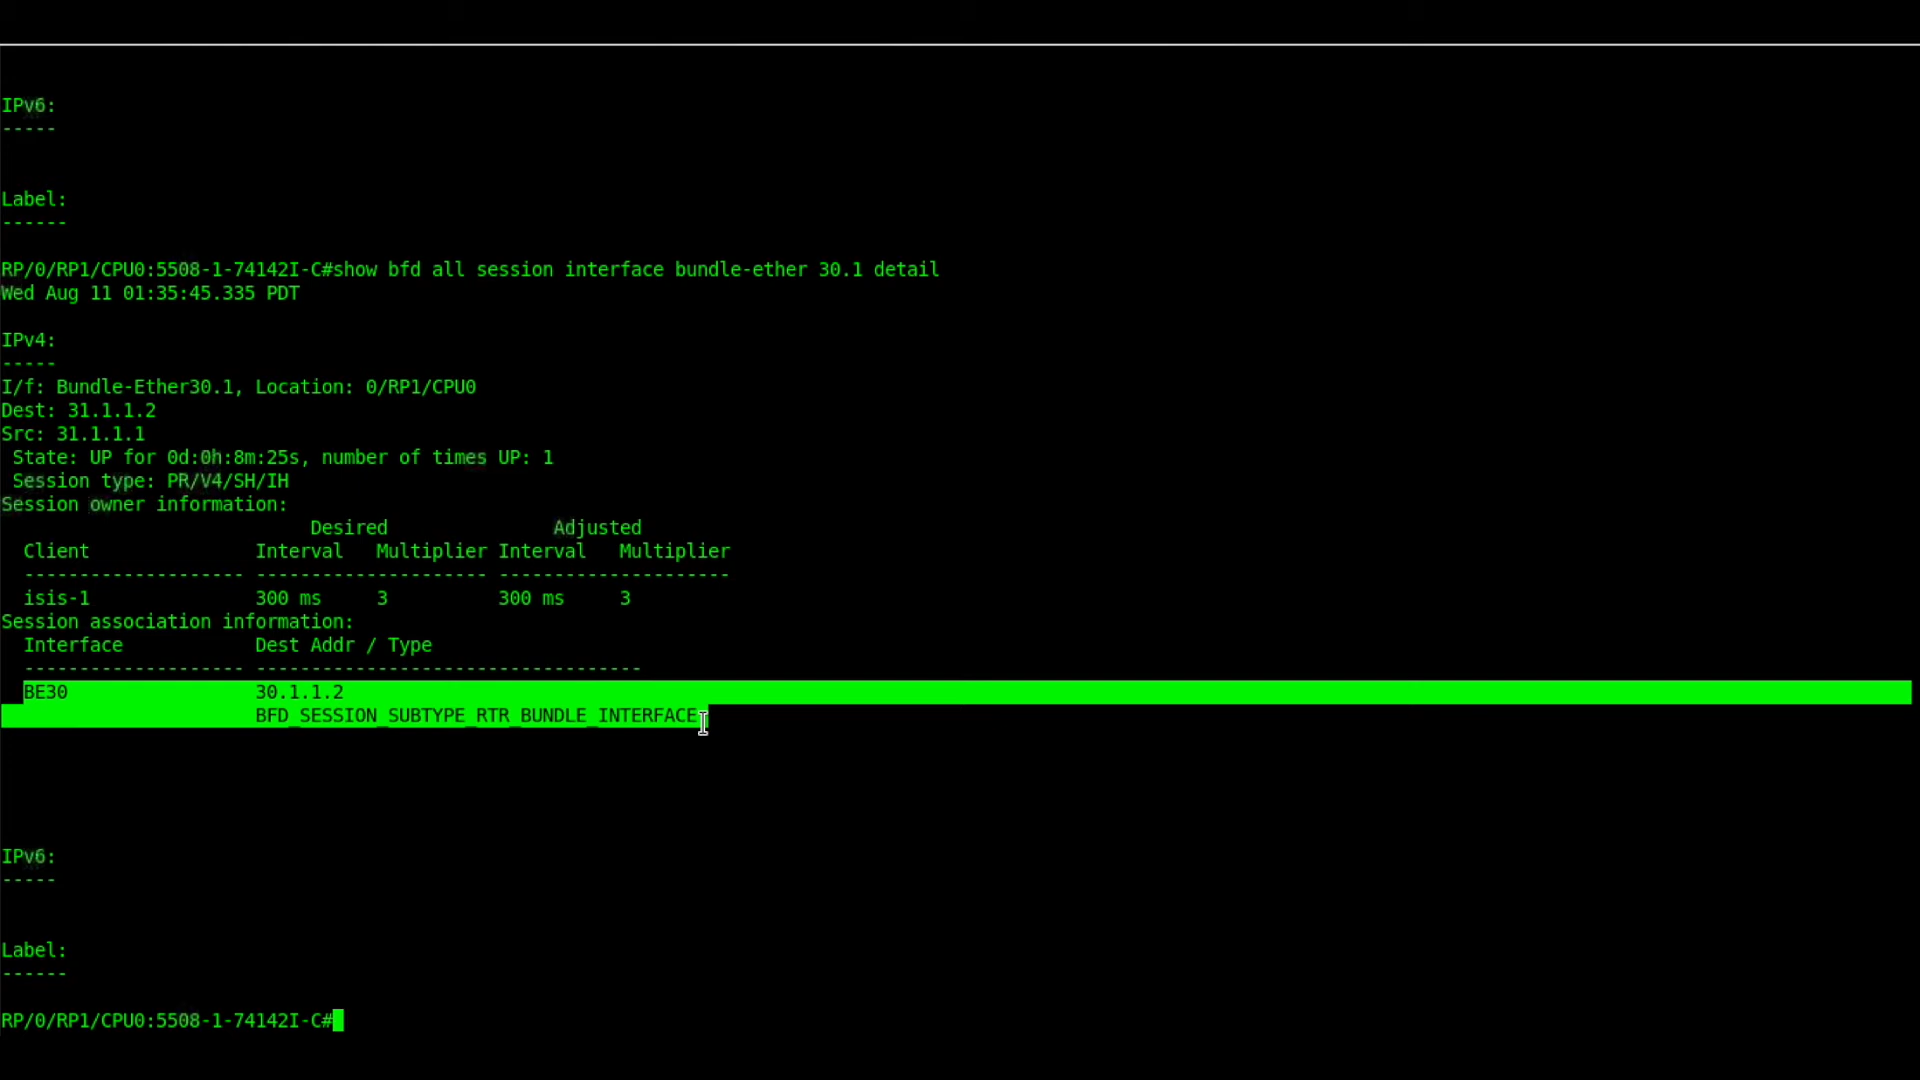 IPv6:
-----
Label:
------
RP/0/RP1/CPU0:5508-1-74142I-C#show bfd all session interface bundle-ether 30.1 detail
Wed Aug 11 01:35:45.335 PDT
IPv4:
-----
I/f: Bundle-Ether30.1, Location: 0/RP1/CPU0
Dest: 31.1.1.2
Src: 31.1.1.1
 State: UP for 0d:0h:8m:25s, number of times UP: 1
 Session type: PR/V4/SH/IH
Session owner information:
                            Desired               Adjusted
  Client               Interval   Multiplier Interval   Multiplier
  -------------------- --------------------- ---------------------
  isis-1               300 ms     3          300 ms     3
Session association information:
  Interface            Dest Addr / Type
  -------------------- -----------------------------------
  BE30                 30.1.1.2
                       BFD_SESSION_SUBTYPE_RTR_BUNDLE_INTERFACE
IPv6:
-----
Label:
------
RP/0/RP1/CPU0:5508-1-74142I-C#